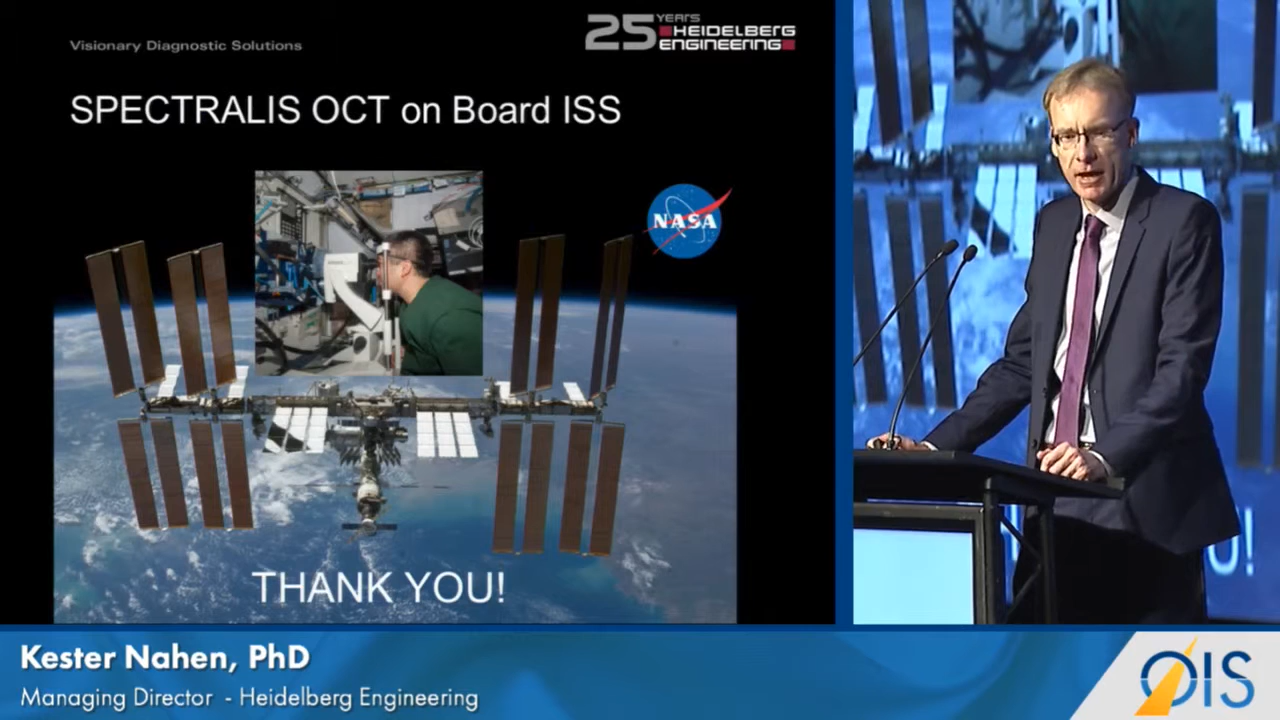 Visionary Diagnostic Solutions
25 YEARS
HEIDELBERG
ENGINEERING
SPECTRALIS OCT on Board ISS
NASA
THANK YOU!
U!
Kester Nahen, PhD
Managing Director - Heidelberg Engineering
OIS